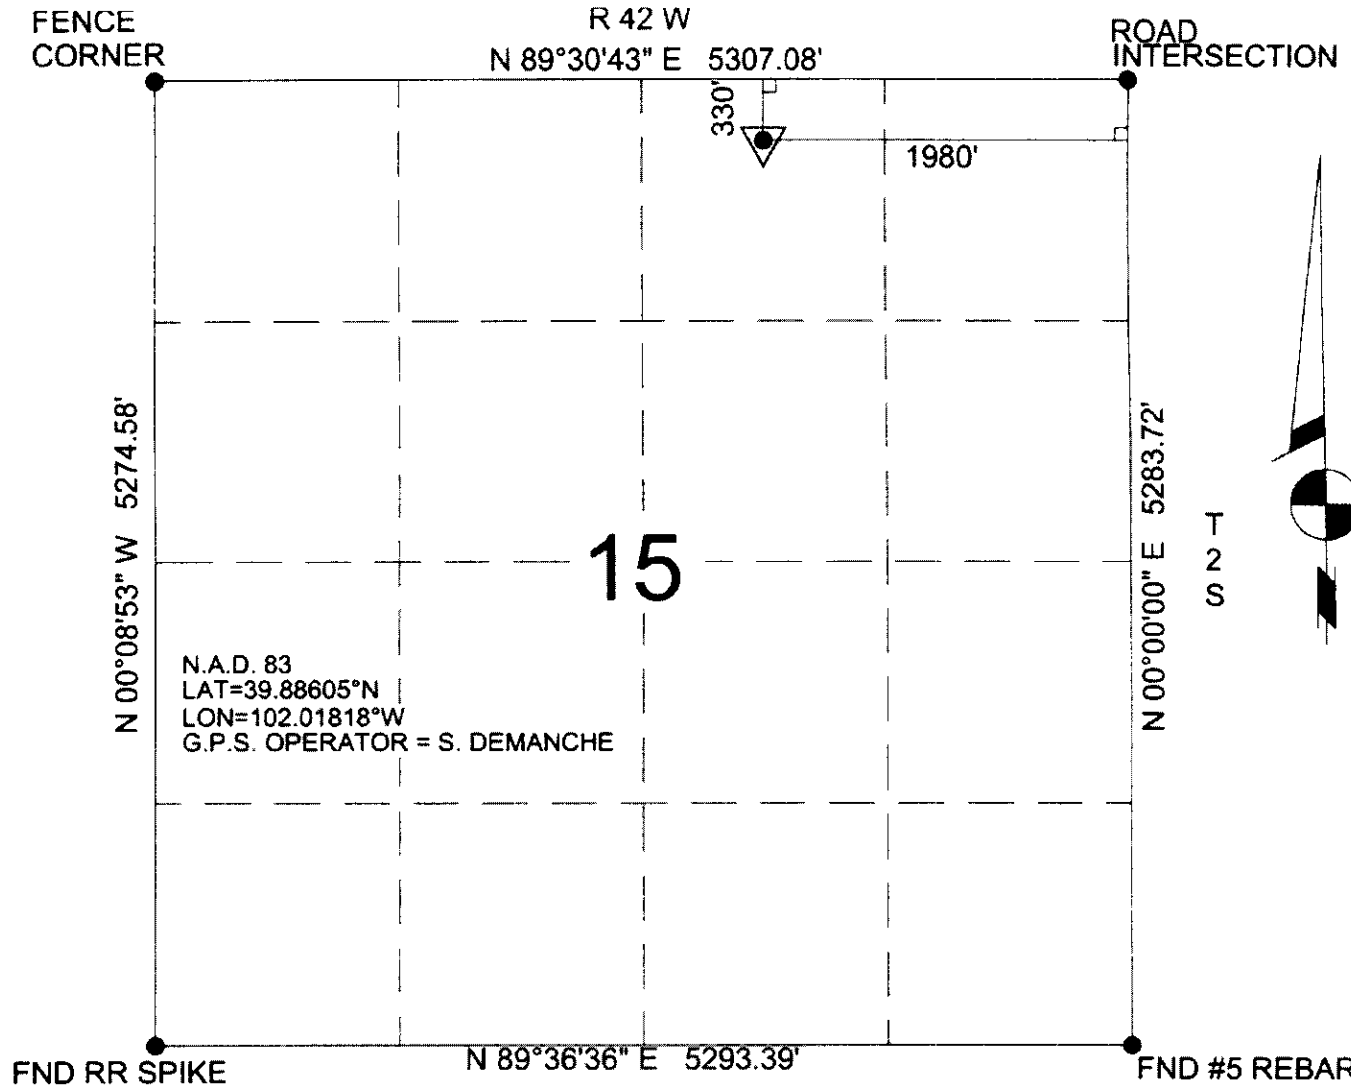 FENCE
CORNER
R 42 W
N 89°30'43" E 5307.08'
ROAD
INTERSECTION
330'
1980'
N 00°08'53" W 5274.58'
15
N 00°00'00" E 5283.72'
T
2
S
N.A.D. 83
LAT=39.88605°N
LON=102.01818°W
G.P.S. OPERATOR = S. DEMANCHE
FND RR SPIKE
N 89°36'36" E 5293.39'
FND #5 REBAR